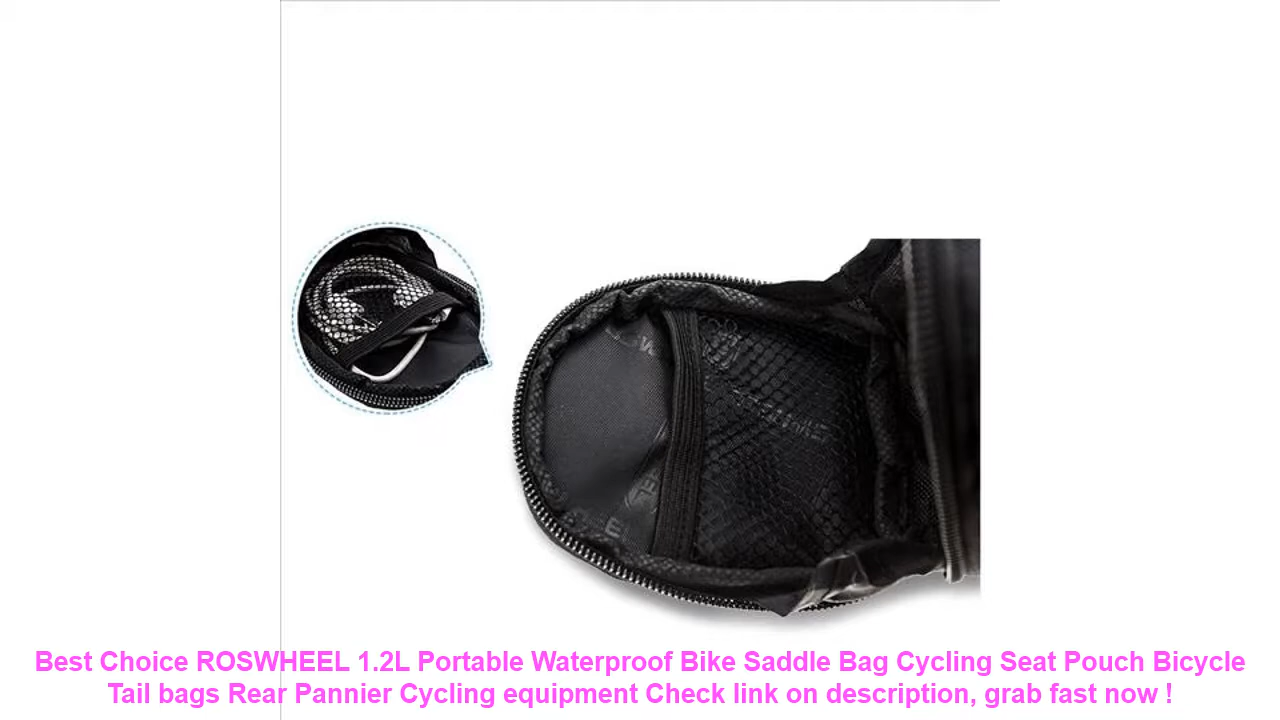 Best Choice ROSWHEEL 1.2L Portable Waterproof Bike Saddle Bag Cycling Seat Pouch Bicycle
Tail bags Rear Pannier Cycling equipment Check link on description, grab fast now !